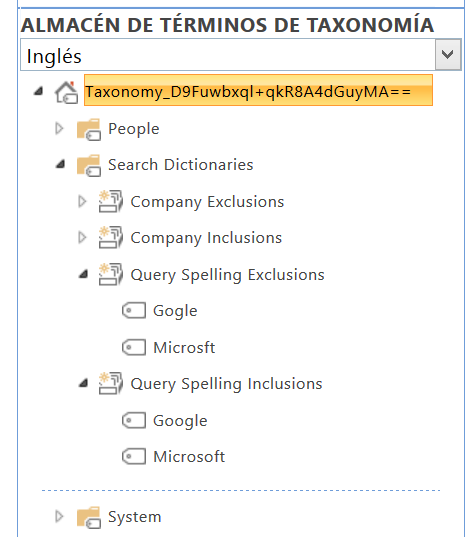 ALMACÉN DE TÉRMINOS DE TAXONOMÍA
Inglés
Taxonomy_D9Fuwbxql+qkR8A4dGuyMA==
People
Search Dictionaries
Company Exclusions
Company Inclusions
Query Spelling Exclusions
Gogle
Microsft
Query Spelling Inclusions
Google
Microsoft
System